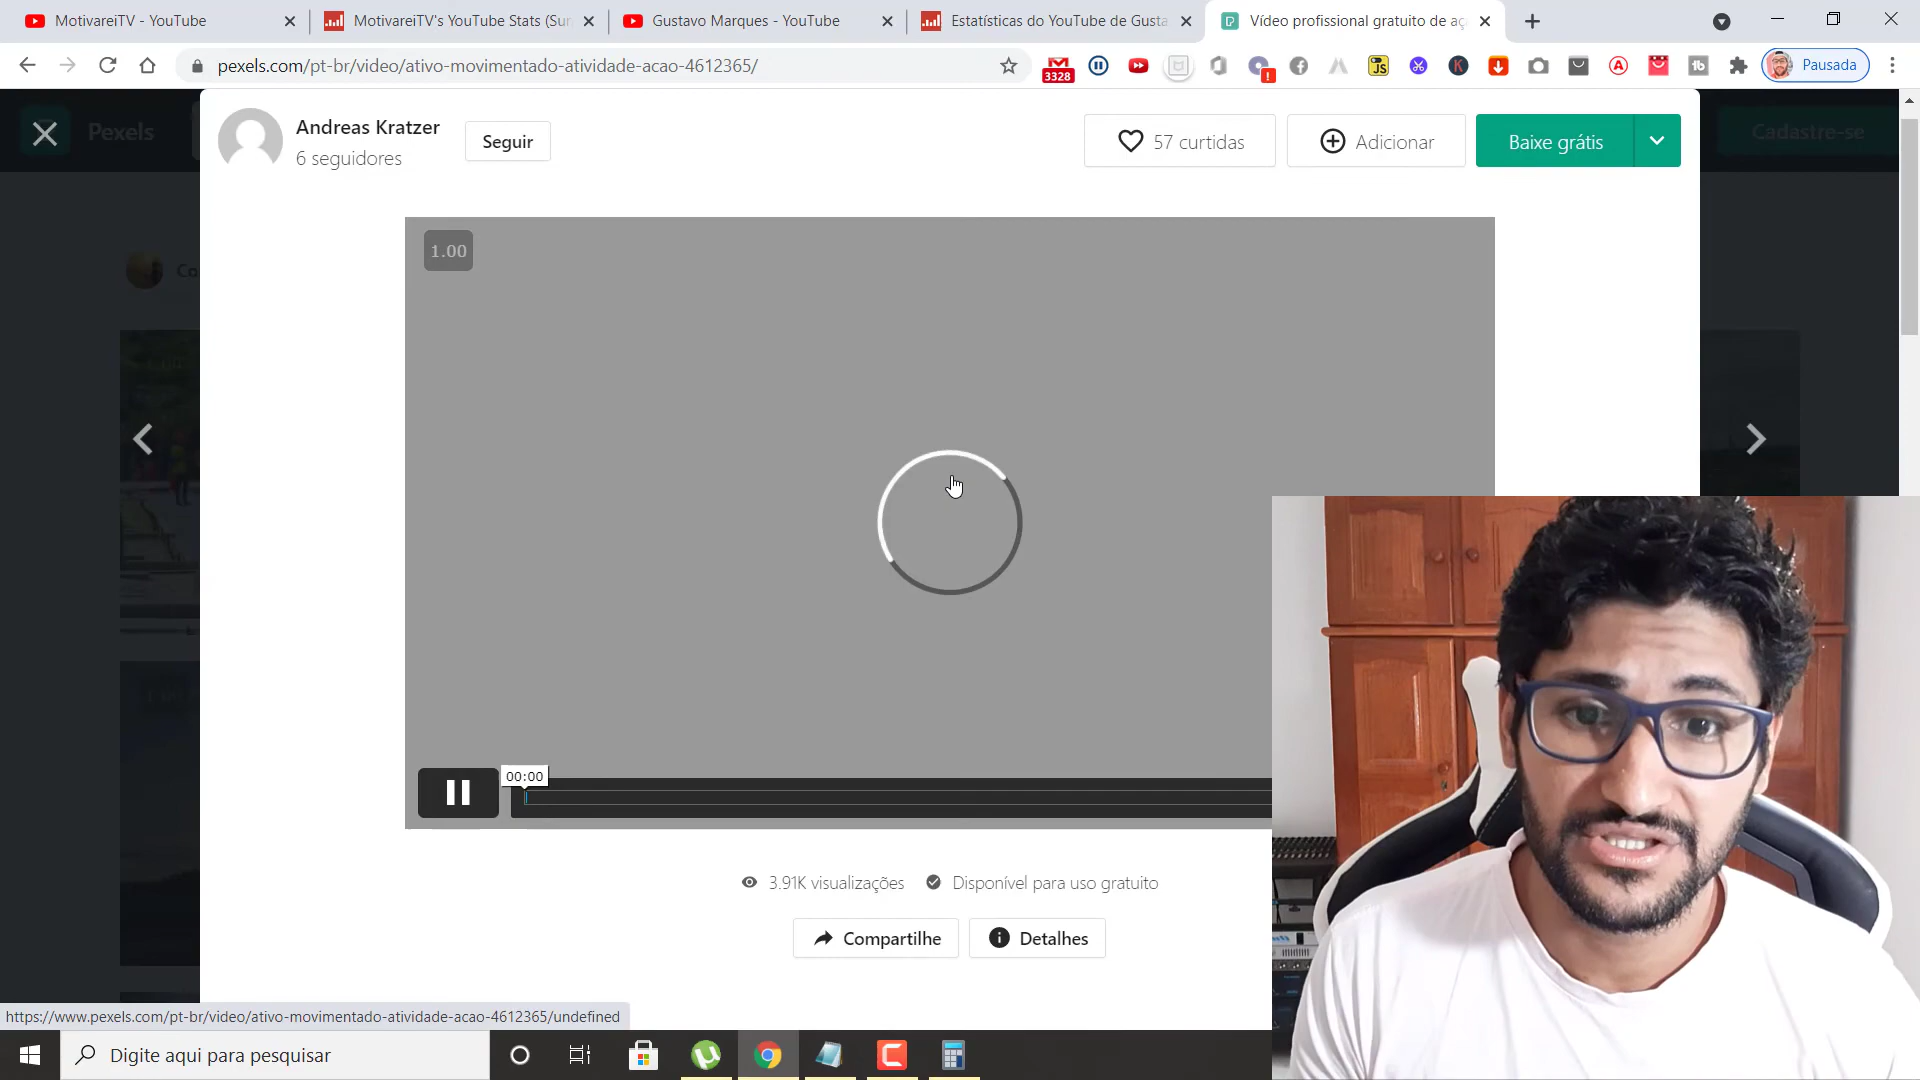 MotivareiTV - YouTube
MotivareiTV's YouTube Stats (Sum
Gustavo Marques - YouTube
Estatísticas do YouTube de Gusta
Vídeo profissional gratuito de aç
pexels.com/pt-br/video/ativo-movimentado-atividade-acao-4612365/
3328
JS
K
Pausada
Pexels
Andreas Kratzer
6 seguidores
Seguir
57 curtidas
Adicionar
Baixe grátis
Cadastre-se
Ca
1.00
00:00
3.91K visualizações
Disponível para uso gratuito
Compartilhe
Detalhes
https://www.pexels.com/pt-br/video/ativo-movimentado-atividade-acao-4612365/undefined
Digite aqui para pesquisar